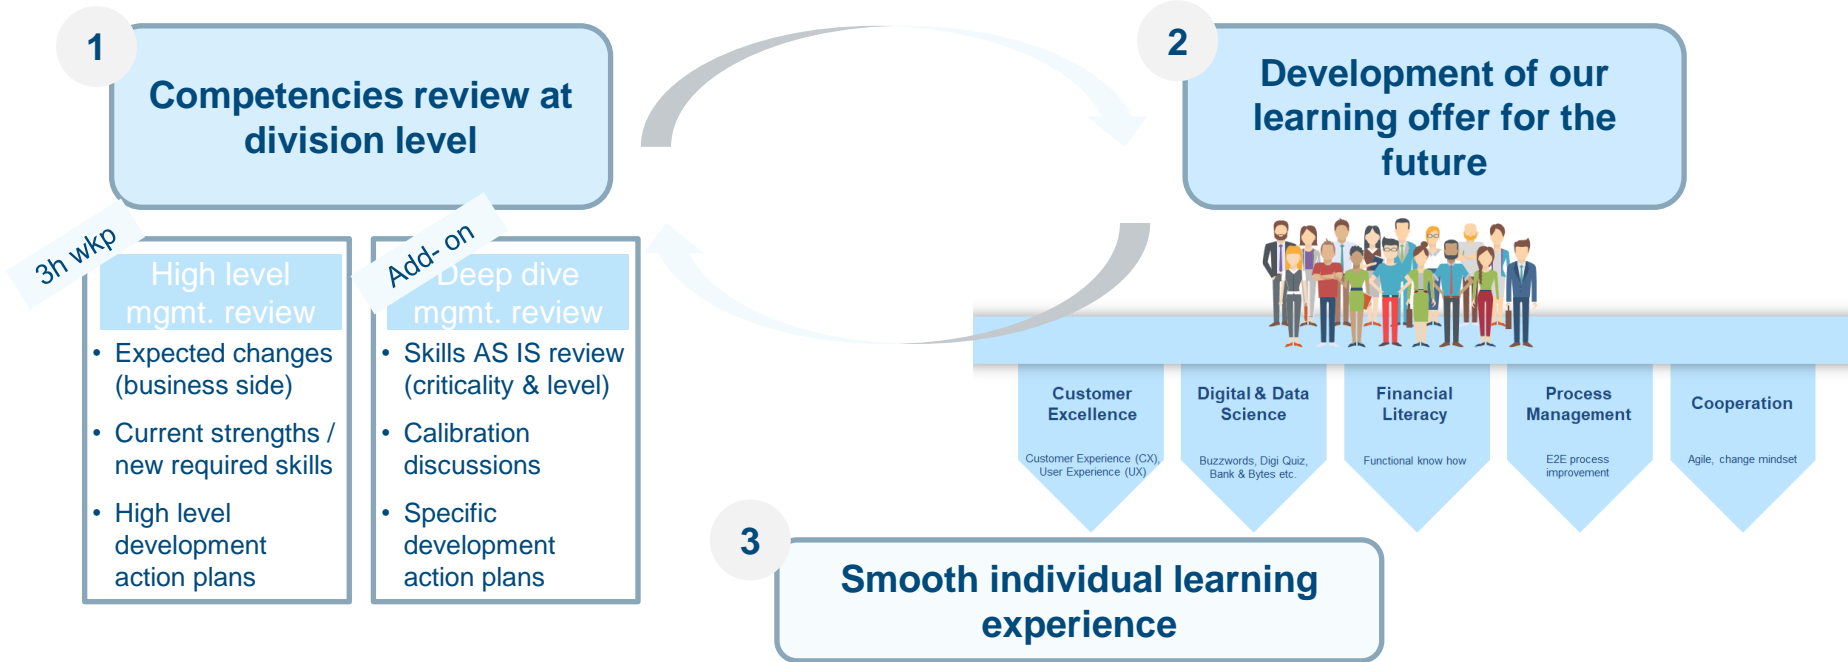 1
Competencies review at
division level
3h wkp
High level
mgmt. review
• Expected changes
(business side)
• Current strengths /
new required skills
• High level
development
action plans
Add- on
Deep dive
mgmt. review
• Skills AS IS review
(criticality & level)
• Calibration
discussions
• Specific
development
action plans
2
Development of our
learning offer for the
future
Customer
Excellence
Customer Experience (CX),
User Experience (UX)
Digital & Data
Science
Buzzwords, Digi Quiz,
Bank & Bytes etc.
Financial
Literacy
Functional know how
Process
Management
E2E process
improvement
Cooperation
Agile, change mindset
3
Smooth individual learning
experience